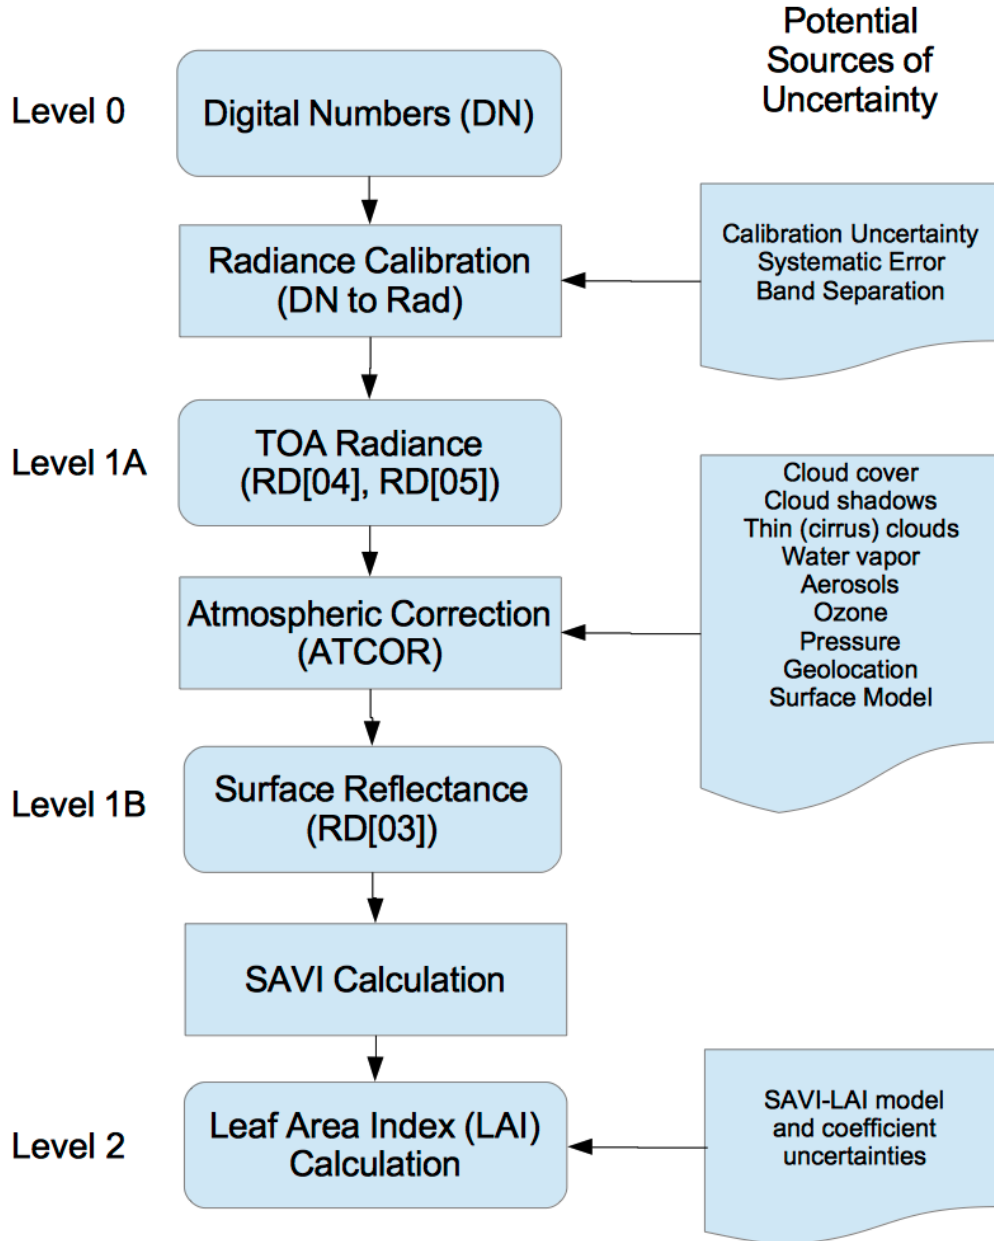 Potential
Sources of
Uncertainty
Level 0
Digital Numbers (DN)
Radiance Calibration
(DN to Rad)
Calibration Uncertainty
Systematic Error
Band Separation
Level 1A
TOA Radiance
(RD[04], RD[05])
Cloud cover
Cloud shadows
Thin (cirrus) clouds
Water vapor
Aerosols
Ozone
Pressure
Geolocation
Surface Model
Atmospheric Correction
(ATCOR)
Level 1B
Surface Reflectance
(RD[03])
SAVI Calculation
Level 2
Leaf Area Index (LAI)
Calculation
SAVI-LAI model
and coefficient
uncertainties